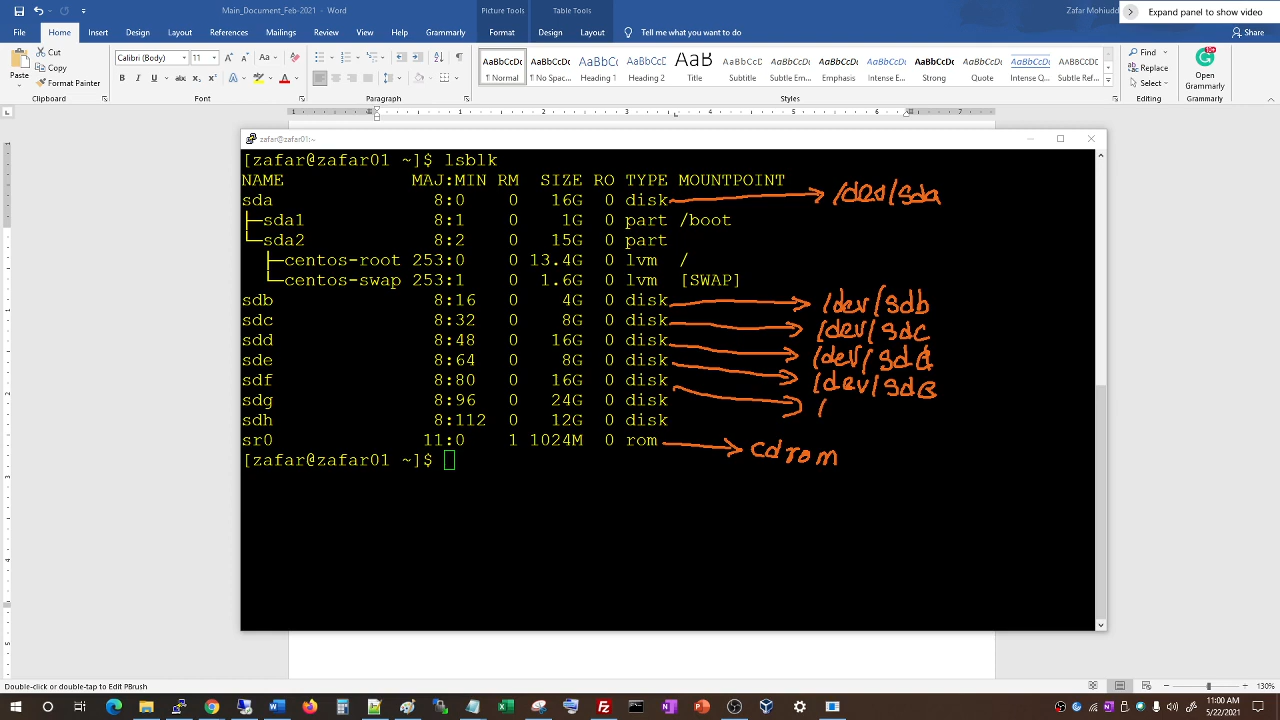 Main_Document_Feb-2021 - Word
Picture Tools
Table Tools
Zafar Mohiudd
Expand panel to show video
File Home Insert Design Layout References Mailings Review View Help Grammarly Format Design Layout Tell me what you want to do Share
Paste
Cut
Copy
Format Painter
Calibri (Body) 11
AaBbCcDc AaBbCcDc AaBbCc AaBbCcC AaB AaBbCcD AaBbCcDc AaBbCcDc AaBbCcDc AaBbCcDc AaBbCcDc AaBbCcDc AaBbCcDc
¶ Normal ¶ No Spac... Heading 1 Heading 2 Title Subtitle Subtle Em... Emphasis Intense E... Strong Quote Intense Q... Subtle Ref...
Find
Replace
Select
Open
Grammarly
Clipboard Font Paragraph Styles Editing Grammarly
zafar@zafar01:~
[zafar@zafar01 ~]$ lsblk
NAME MAJ:MIN RM SIZE RO TYPE MOUNTPOINT
sda 8:0 0 16G 0 disk /dev/sda
├─sda1 8:1 0 1G 0 part /boot
└─sda2 8:2 0 15G 0 part
├─centos-root 253:0 0 13.4G 0 lvm /
└─centos-swap 253:1 0 1.6G 0 lvm [SWAP]
sdb 8:16 0 4G 0 disk /dev/sdb
sdc 8:32 0 8G 0 disk /dev/sdc
sdd 8:48 0 16G 0 disk /dev/sdd
sde 8:64 0 8G 0 disk /dev/sde
sdf 8:80 0 16G 0 disk /
sdg 8:96 0 24G 0 disk
sdh 8:112 0 12G 0 disk
sr0 11:0 1 1024M 0 rom cdrom
[zafar@zafar01 ~]$
Double-click or double-tap to Edit PBrush
130%
11:00 AM
5/22/2021